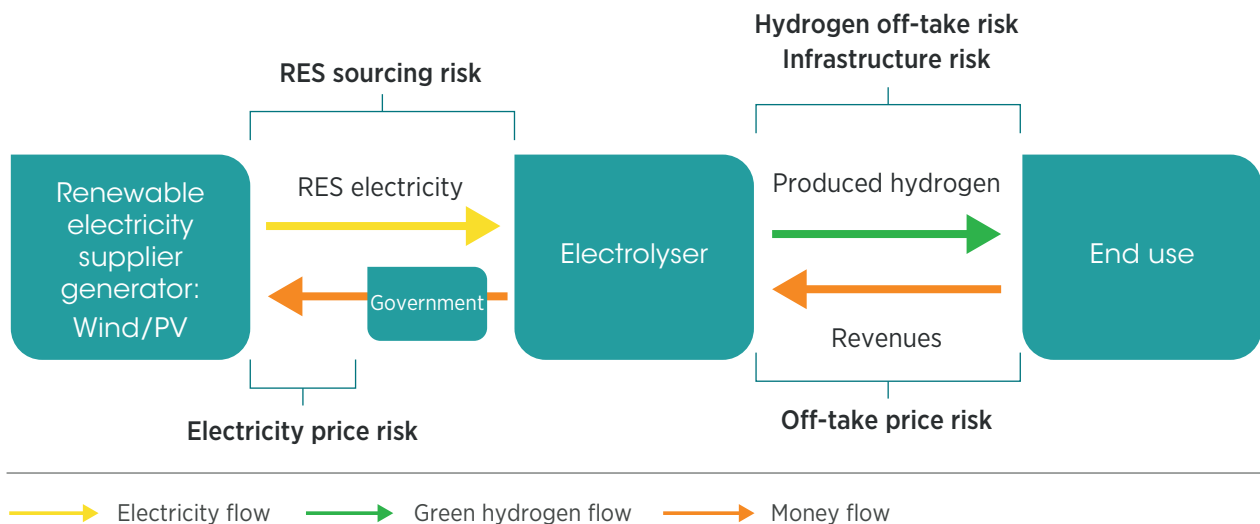 Hydrogen off-take risk
Infrastructure risk
RES sourcing risk
Renewable
electricity
supplier
generator:
Wind/PV
RES electricity
Government
Electrolyser
Produced hydrogen
Revenues
End use
Electricity price risk
Off-take price risk
Electricity flow
Green hydrogen flow
Money flow